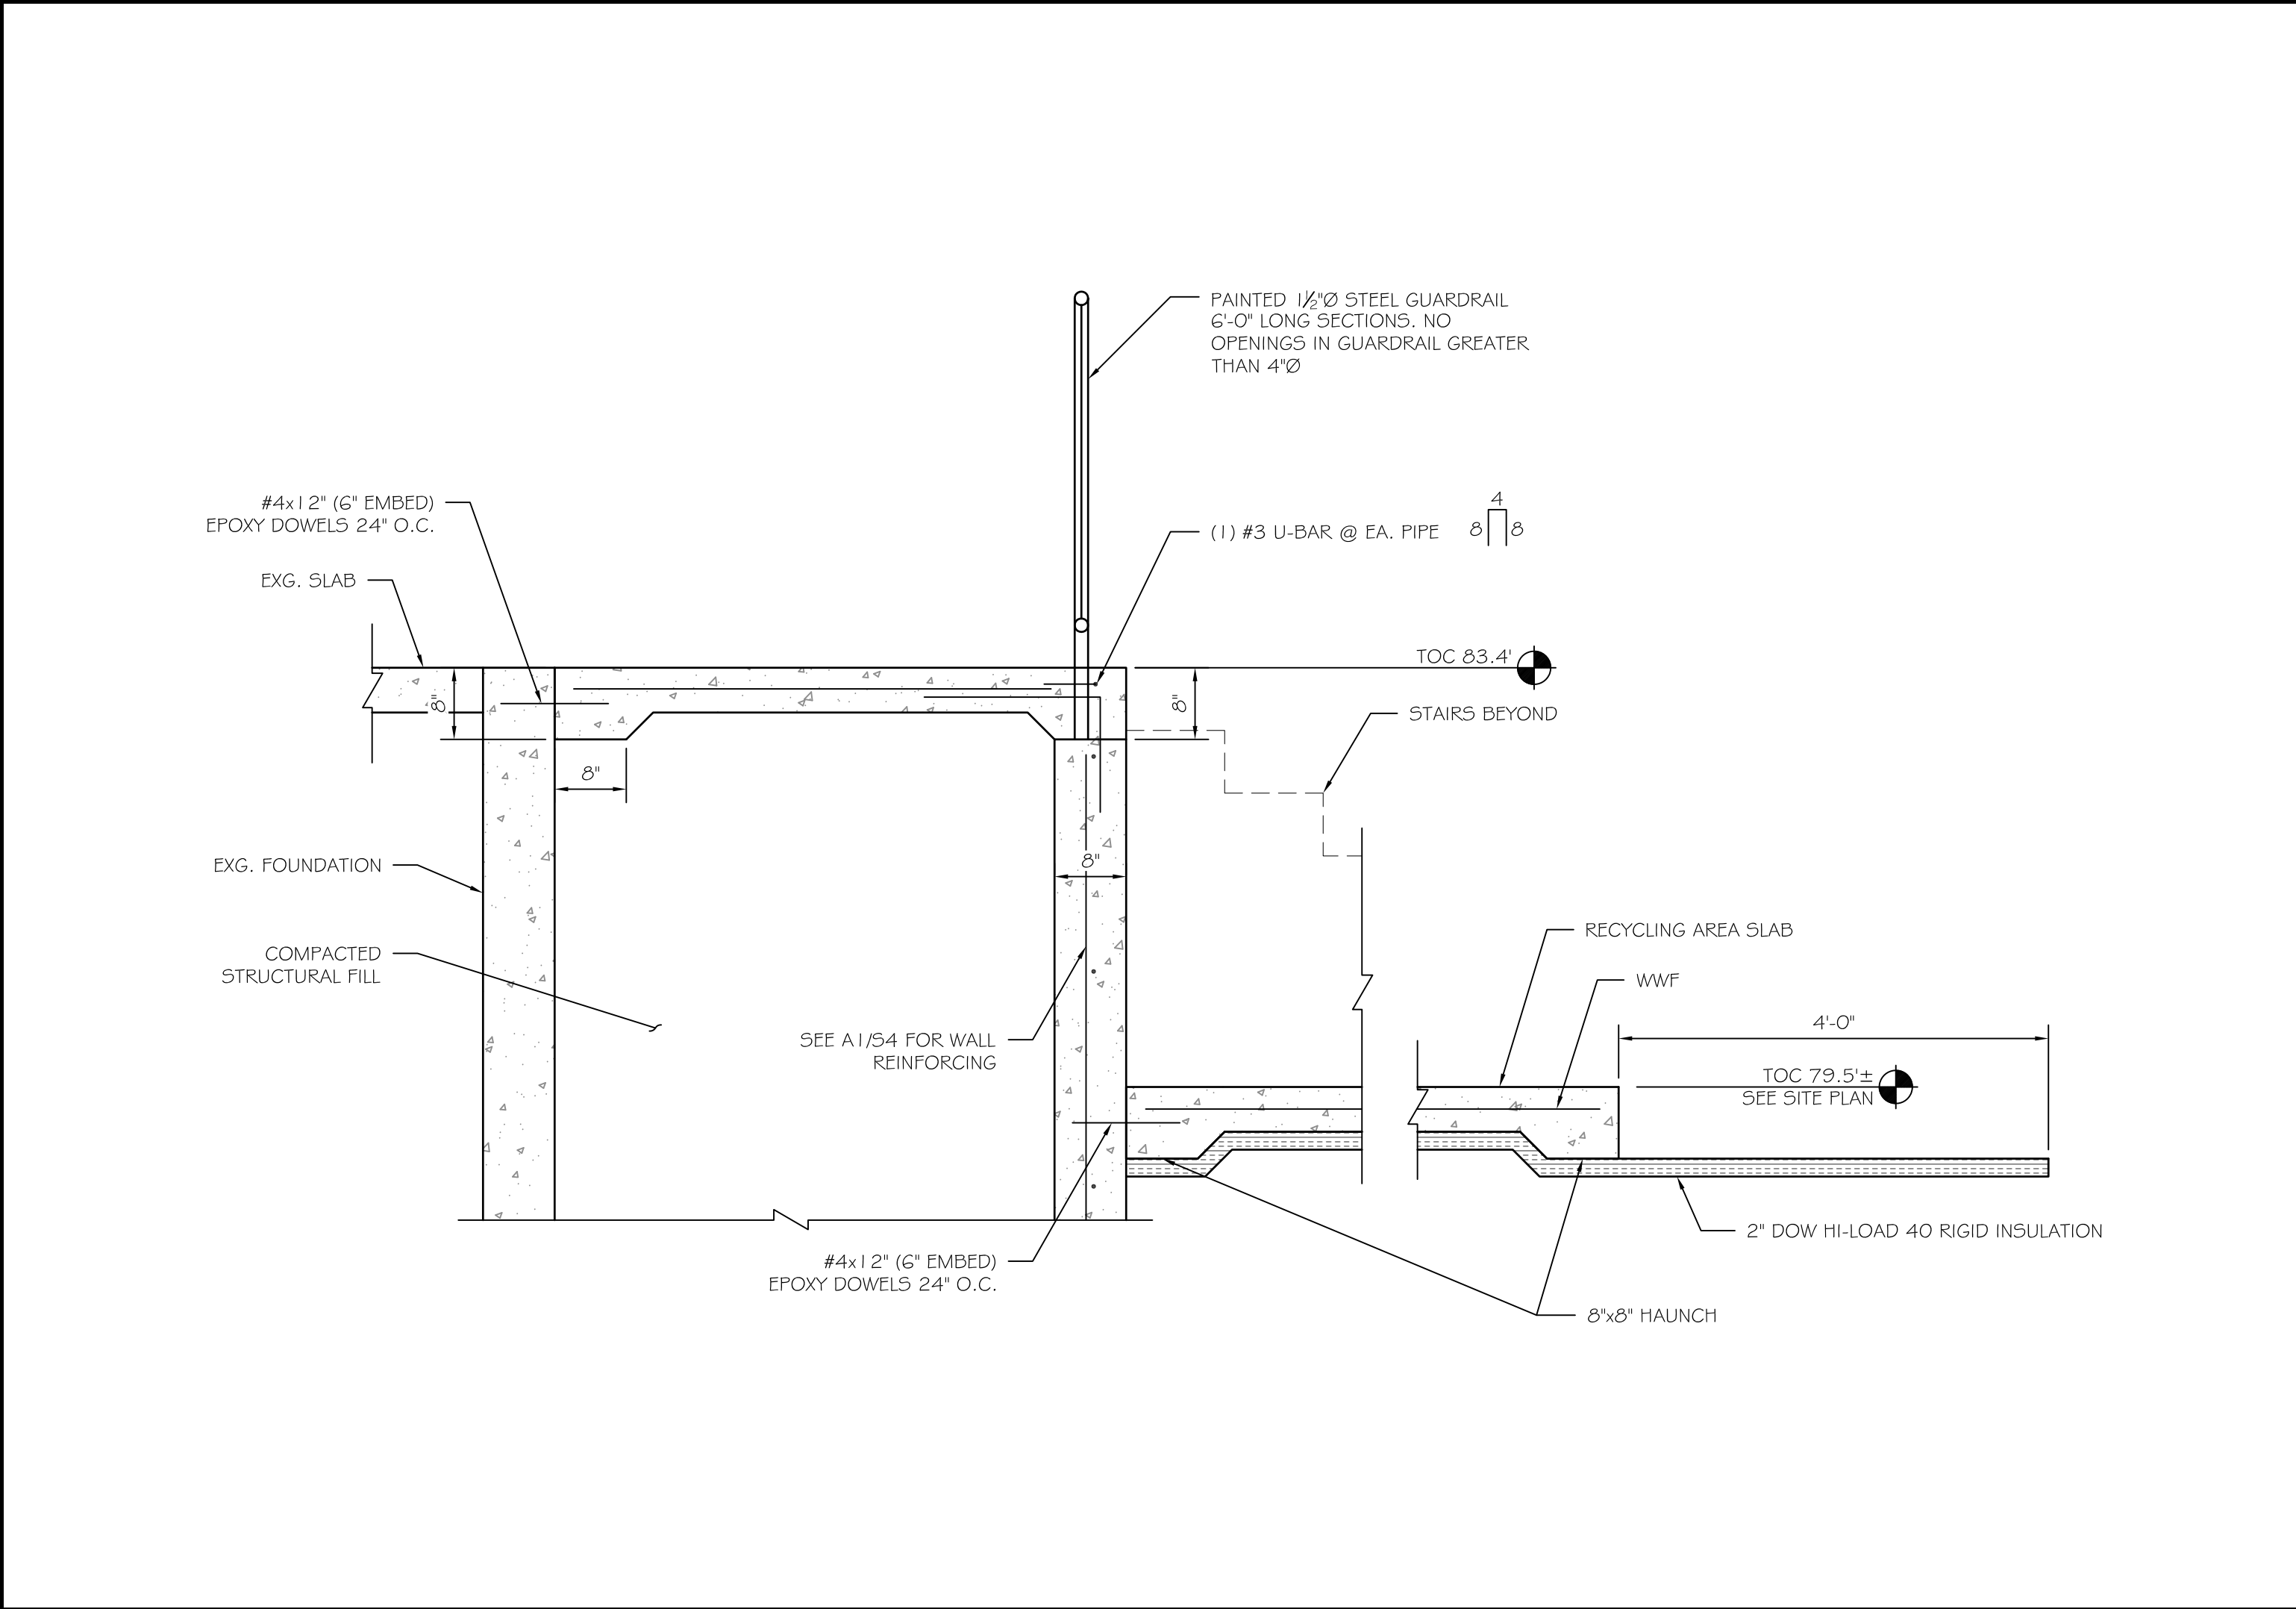 PAINTED 1½"Ø STEEL GUARDRAIL
6'-0" LONG SECTIONS. NO
OPENINGS IN GUARDRAIL GREATER
THAN 4"Ø
#4x12" (6" EMBED)
EPOXY DOWELS 24" O.C.
4
(1) #3 U-BAR @ EA. PIPE 8 8
EXG. SLAB
TOC 83.4'
8"
8"
STAIRS BEYOND
8"
EXG. FOUNDATION
8"
COMPACTED
STRUCTURAL FILL
RECYCLING AREA SLAB
WWF
4'-0"
SEE A1/S4 FOR WALL
REINFORCING
TOC 79.5'±
SEE SITE PLAN
2" DOW HI-LOAD 40 RIGID INSULATION
#4x12" (6" EMBED)
EPOXY DOWELS 24" O.C.
8"x8" HAUNCH